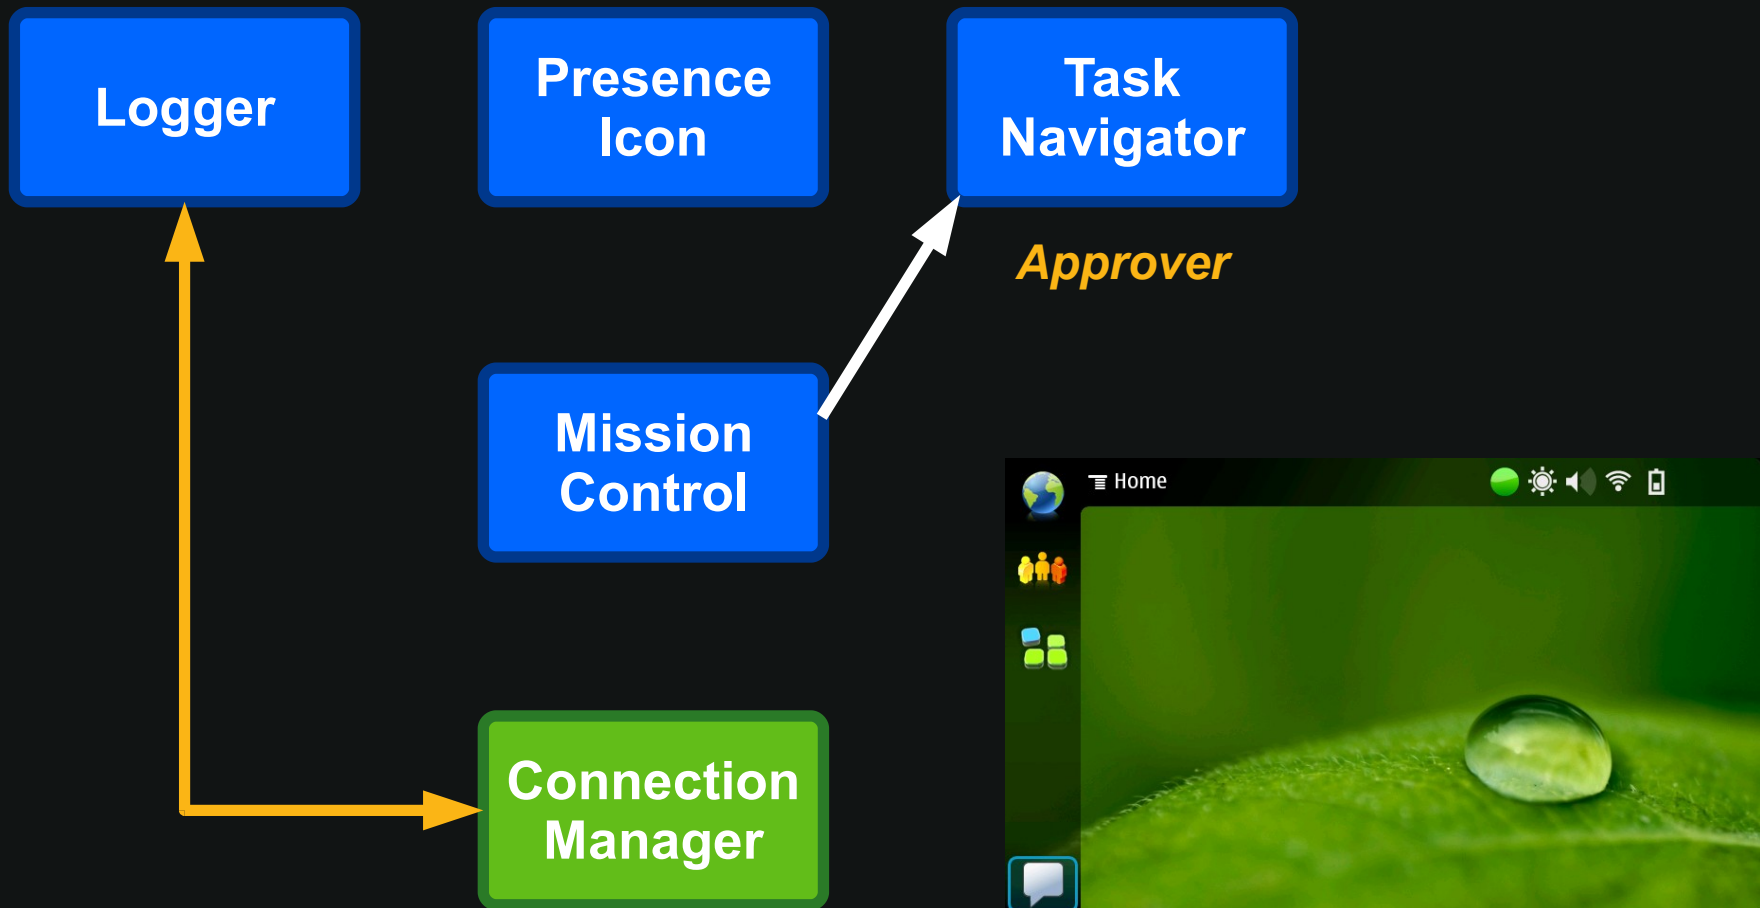 Logger
Presence
Icon
Task
Navigator
Approver
Mission
Control
Home
Connection
Manager